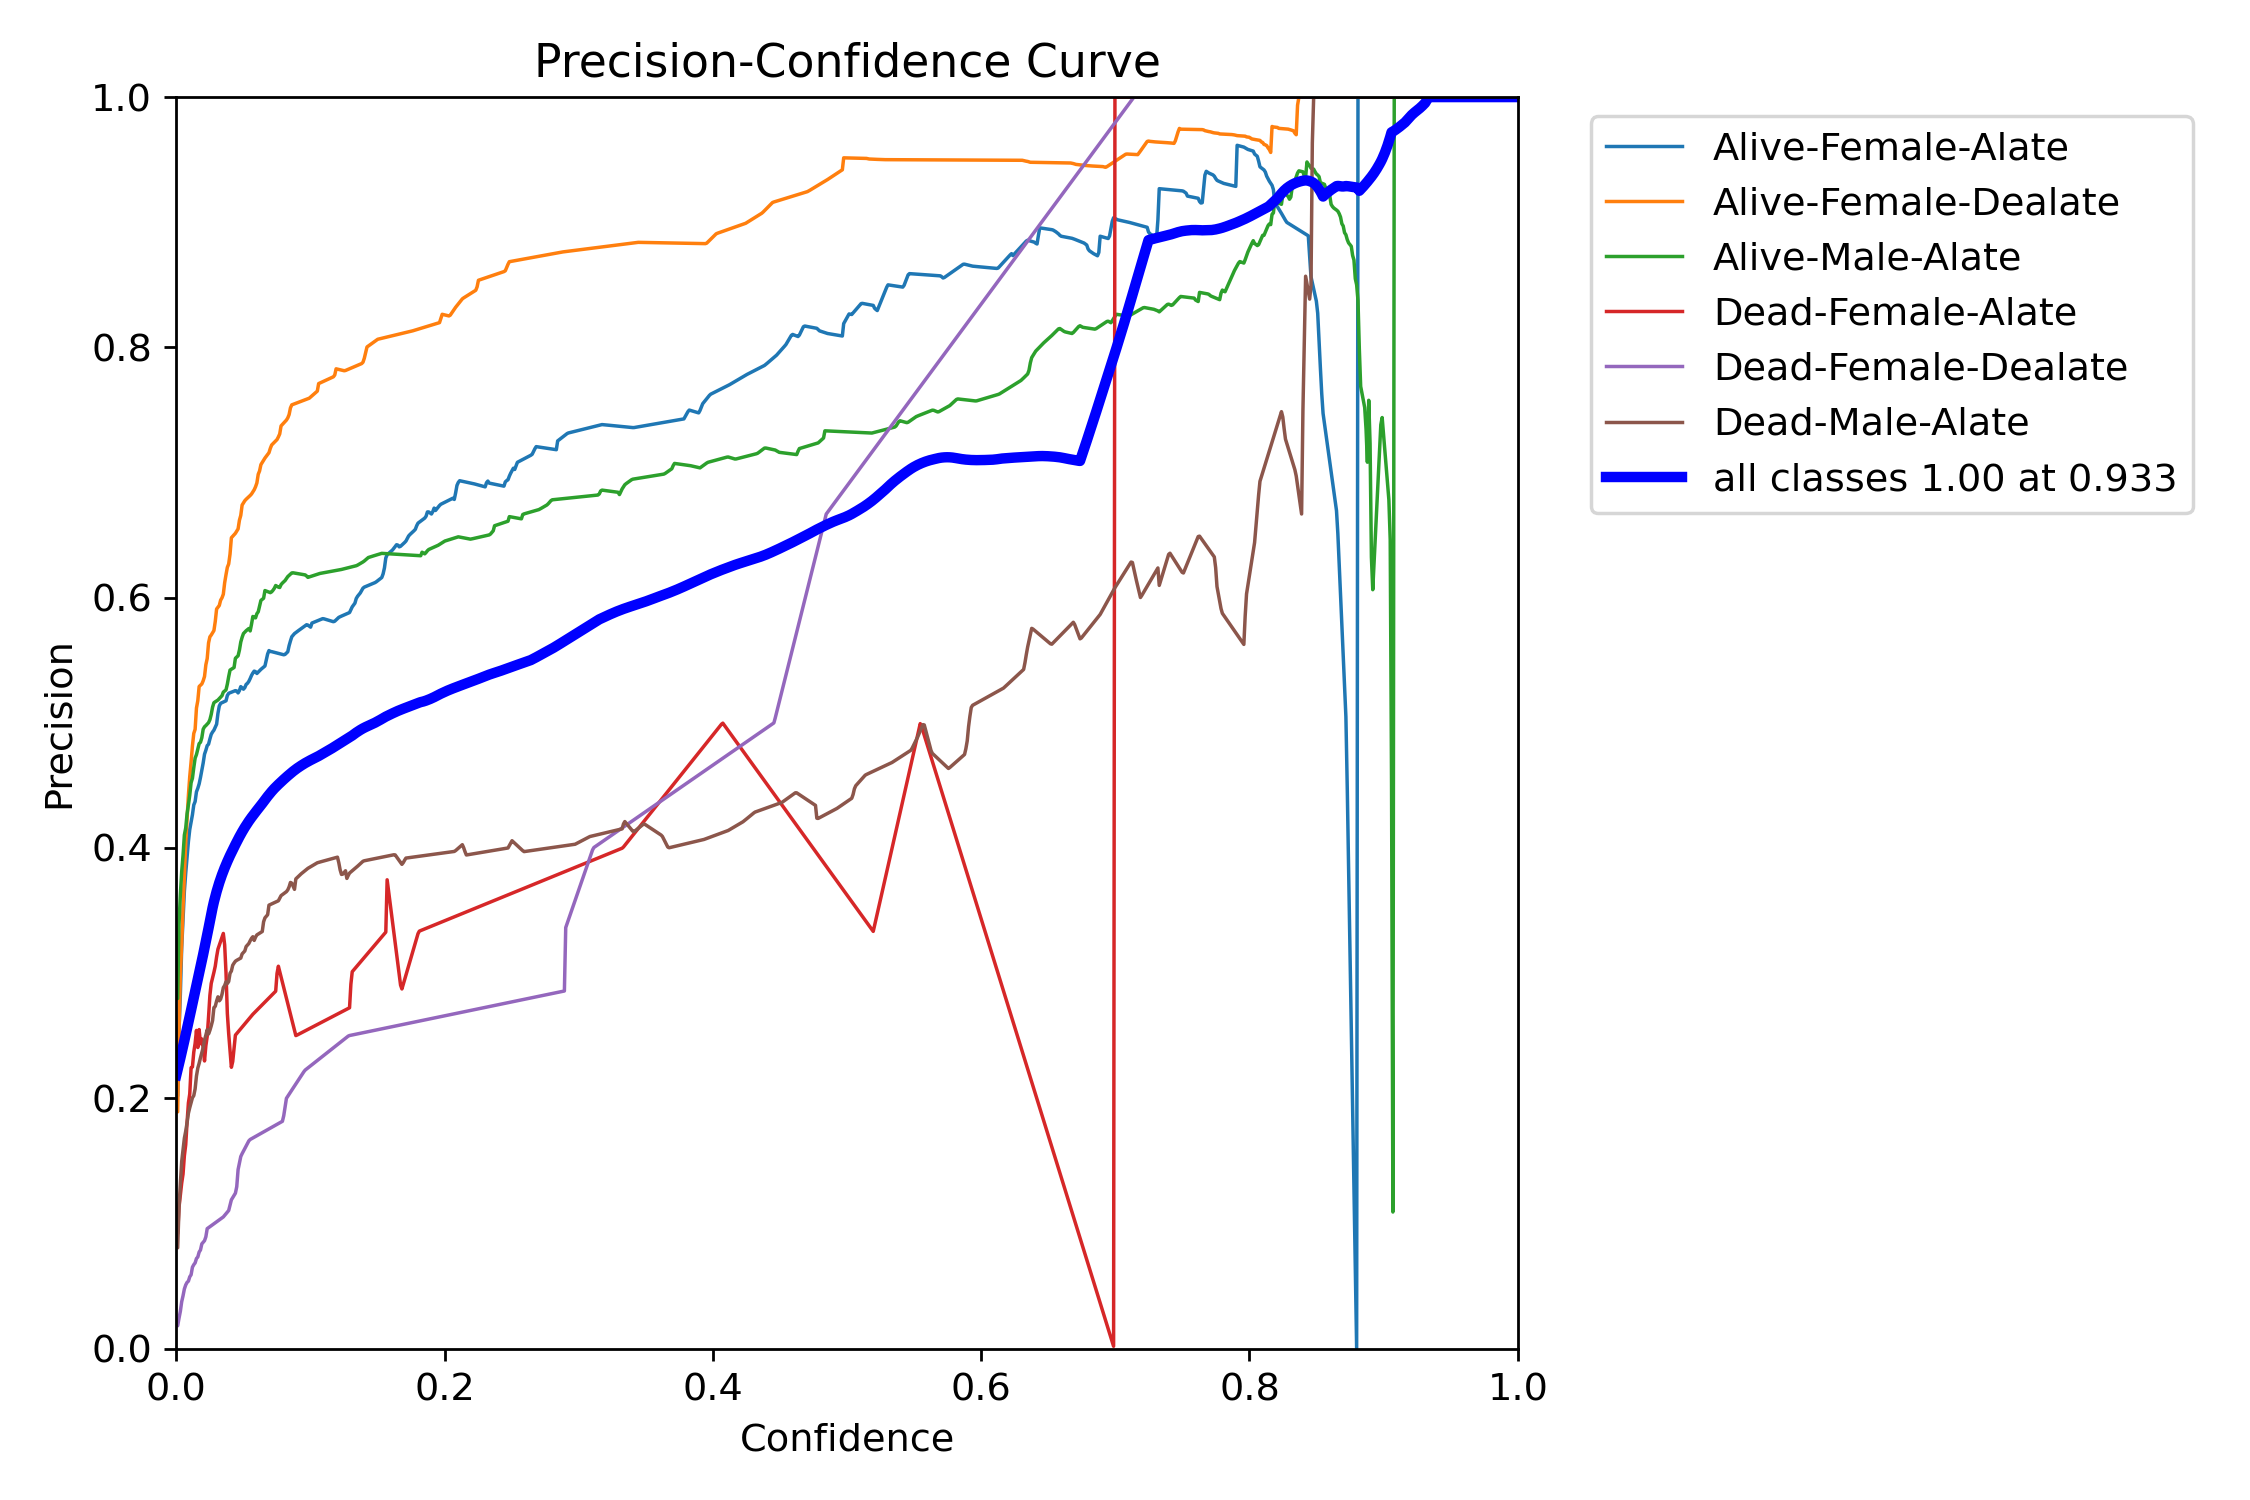 Precision-Confidence Curve
1.0
0.8
0.6
0.4
0.2
0.0
Precision
0.0 0.2 0.4 0.6 0.8 1.0
Confidence
Alive-Female-Alate
Alive-Female-Dealate
Alive-Male-Alate
Dead-Female-Alate
Dead-Female-Dealate
Dead-Male-Alate
all classes 1.00 at 0.933